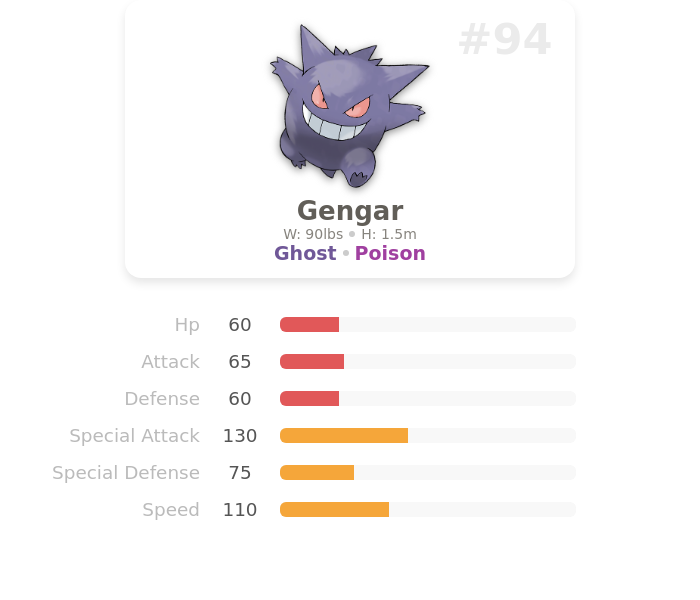 #94
Gengar
W: 90lbs • H: 1.5m
Ghost • Poison
Hp 60
Attack 65
Defense 60
Special Attack 130
Special Defense 75
Speed 110